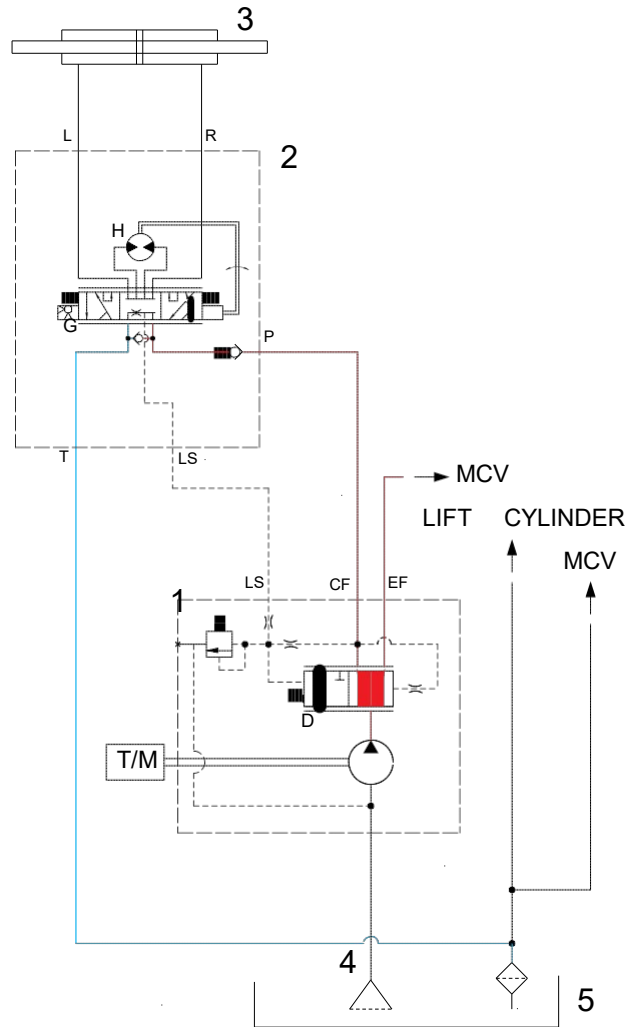 3
L R
2
H
G
P
T LS
MCV
LIFT CYLINDER
MCV
LS CF EF
1
D
T/M
4
5